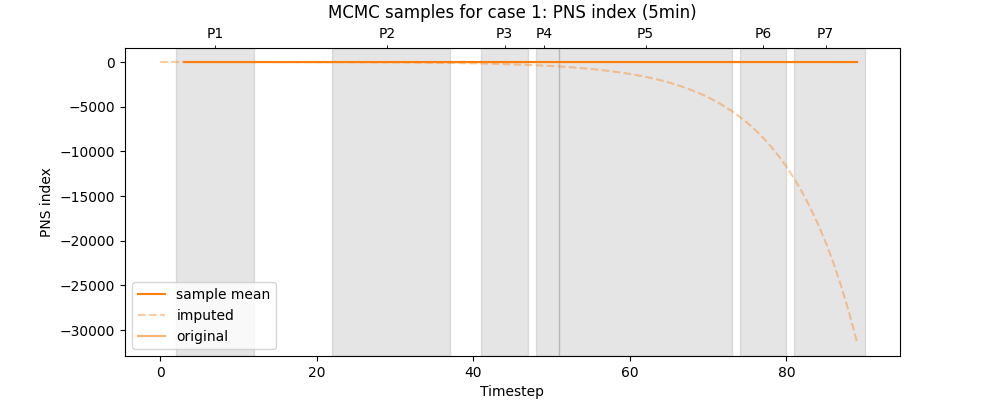 MCMC samples for case 1: PNS index (5min)
P1 P2 P3 P4 P5 P6 P7
0
−5000
−10000
−15000
−20000
−25000
−30000
PNS index
sample mean
imputed
original
0 20 40 60 80
Timestep